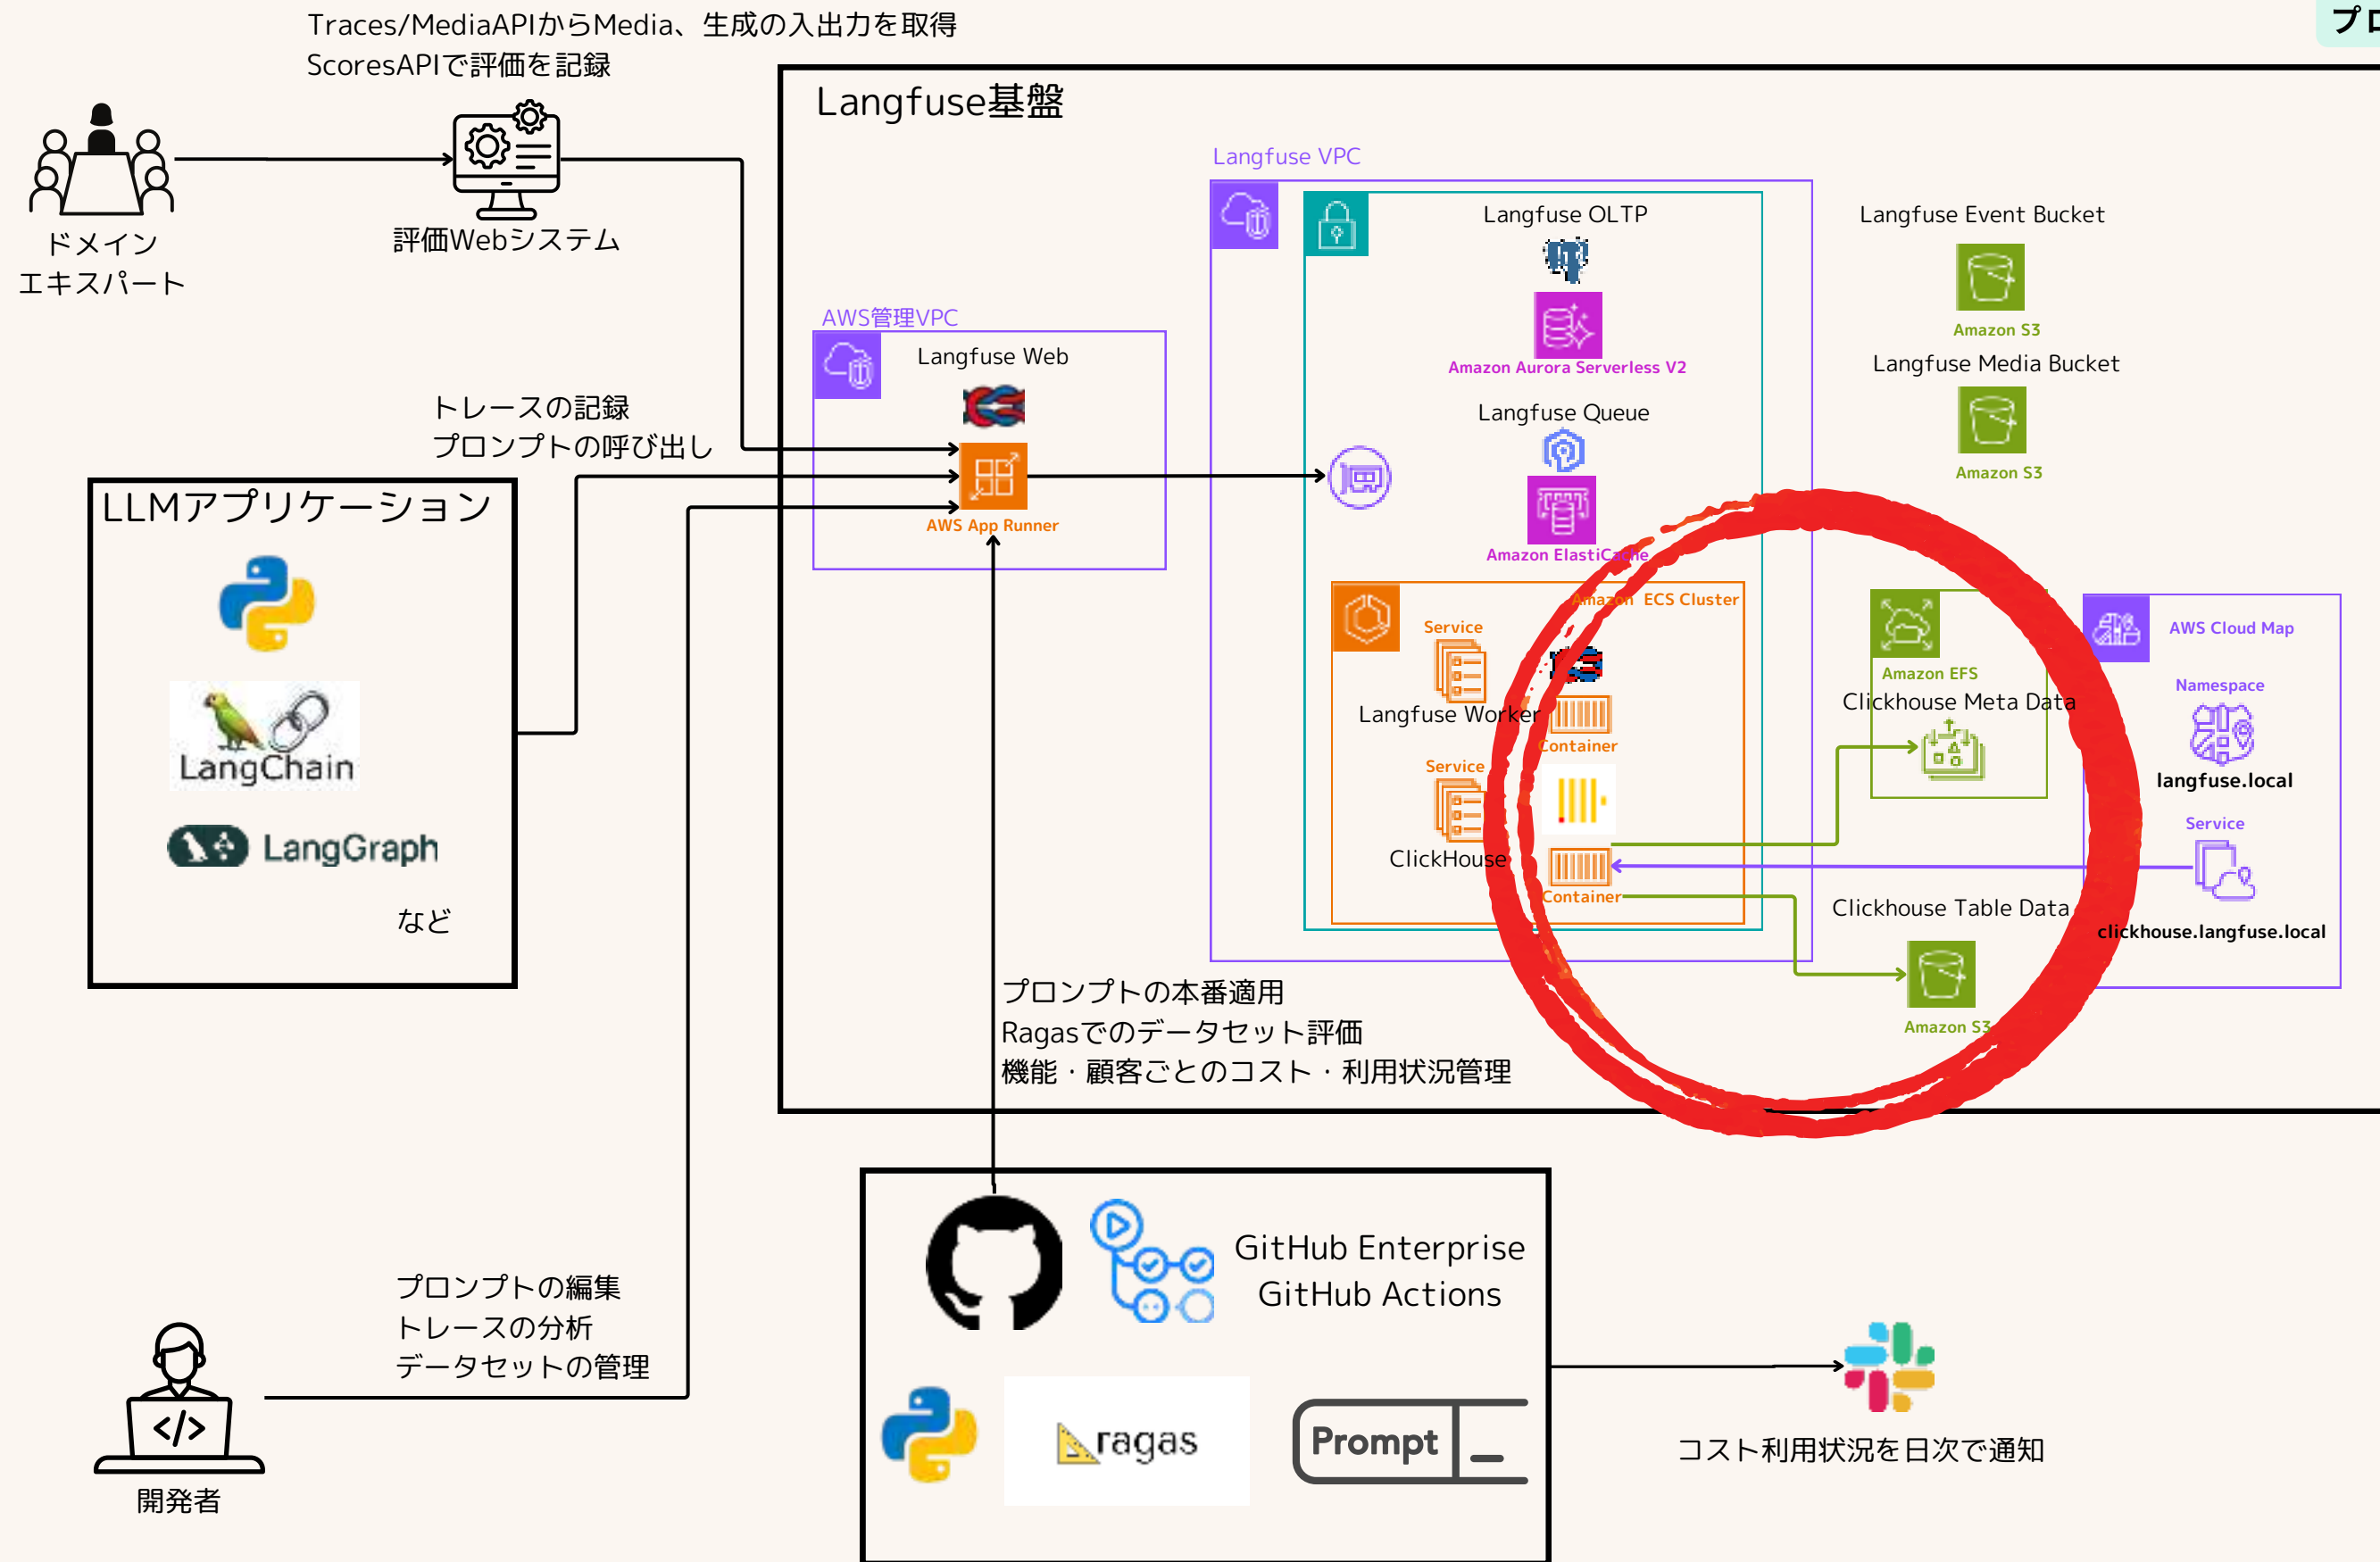 Traces/MediaAPIからMedia、生成の入出力を取得
ScoresAPIで評価を記録
プロ
Langfuse基盤
ドメイン
エキスパート
評価Webシステム
Langfuse VPC
Langfuse OLTP
Amazon Aurora Serverless V2
Langfuse Queue
Amazon ElastiCache
Langfuse Event Bucket
Amazon S3
Langfuse Media Bucket
Amazon S3
AWS管理VPC
Langfuse Web
AWS App Runner
トレースの記録
プロンプトの呼び出し
LLMアプリケーション
LangChain
LangGraph
など
Amazon ECS Cluster
Service
Langfuse Worker
Container
Service
ClickHouse
Container
Amazon EFS
Clickhouse Meta Data
AWS Cloud Map
Namespace
langfuse.local
Service
clickhouse.langfuse.local
Clickhouse Table Data
Amazon S3
プロンプトの本番適用
Ragasでのデータセット評価
機能・顧客ごとのコスト・利用状況管理
GitHub Enterprise
GitHub Actions
ragas
Prompt
プロンプトの編集
トレースの分析
データセットの管理
開発者
コスト利用状況を日次で通知